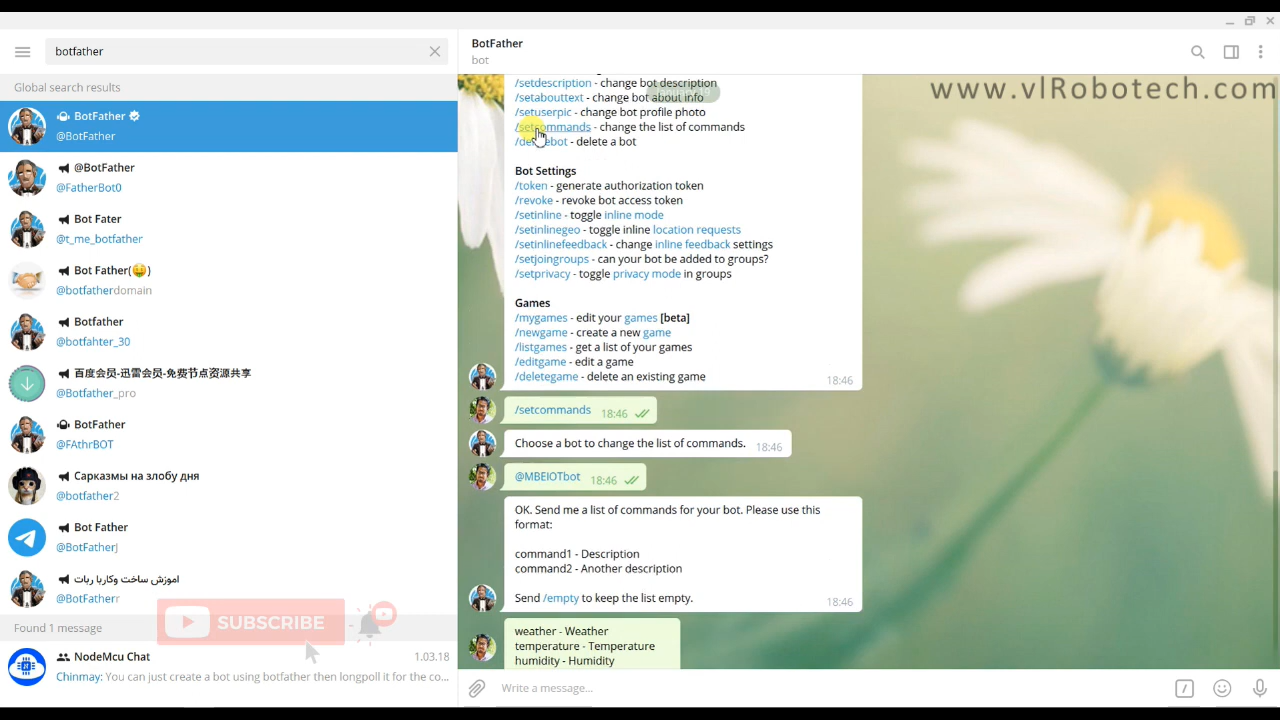 botfather
Global search results
BotFather
@BotFather
@BotFather
@FatherBot0
Bot Fater
@t_me_botfather
Bot Father(🤑)
@botfatherdomain
Botfather
@botfahter_30
百度会员-迅雷会员-免费节点资源共享
@Botfather_pro
BotFather
@FAthrBOT
Сарказмы на злобу дня
@botfather2
Bot Father
@BotFatherJ
اموزش ساخت وکاربا ربات
@BotFatherr
Found 1 message
NodeMcu Chat 1.03.18
Chinmay: You can just create a bot using botfather then longpoll it for the co...
SUBSCRIBE
BotFather
bot
www.vlRobotech.com
/setdescription - change bot description
/setabouttext - change bot about info
/setuserpic - change bot profile photo
/setcommands - change the list of commands
/deletebot - delete a bot
Bot Settings
/token - generate authorization token
/revoke - revoke bot access token
/setinline - toggle inline mode
/setinlinegeo - toggle inline location requests
/setinlinefeedback - change inline feedback settings
/setjoingroups - can your bot be added to groups?
/setprivacy - toggle privacy mode in groups
Games
/mygames - edit your games [beta]
/newgame - create a new game
/listgames - get a list of your games
/editgame - edit a game
/deletegame - delete an existing game
18:46
/setcommands 18:46
Choose a bot to change the list of commands. 18:46
@MBEIOTbot 18:46
OK. Send me a list of commands for your bot. Please use this
format:
command1 - Description
command2 - Another description
Send /empty to keep the list empty.
18:46
weather - Weather
temperature - Temperature
humidity - Humidity
Write a message...